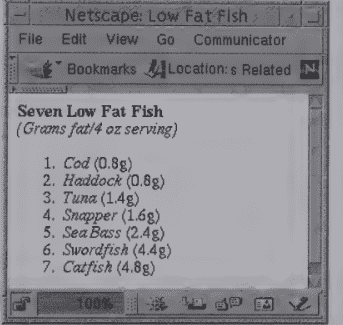 Netscape: Low Fat Fish
File Edit View Go Communicator
Bookmarks Location: s Related N
Seven Low Fat Fish
(Grams fat/4 oz serving)
1. Cod (0.8g)
2. Haddock (0.8g)
3. Tuna (1.4g)
4. Snapper (1.6g)
5. Sea Bass (2.4g)
6. Swordfish (4.4g)
7. Catfish (4.8g)
100%